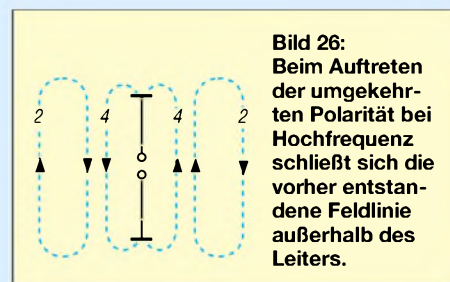 Bild 26:
Beim Auftreten
der umgekehr-
ten Polarität bei
Hochfrequenz
schließt sich die
vorher entstan-
dene Feldlinie
außerhalb des
Leiters.
2 4 4 2